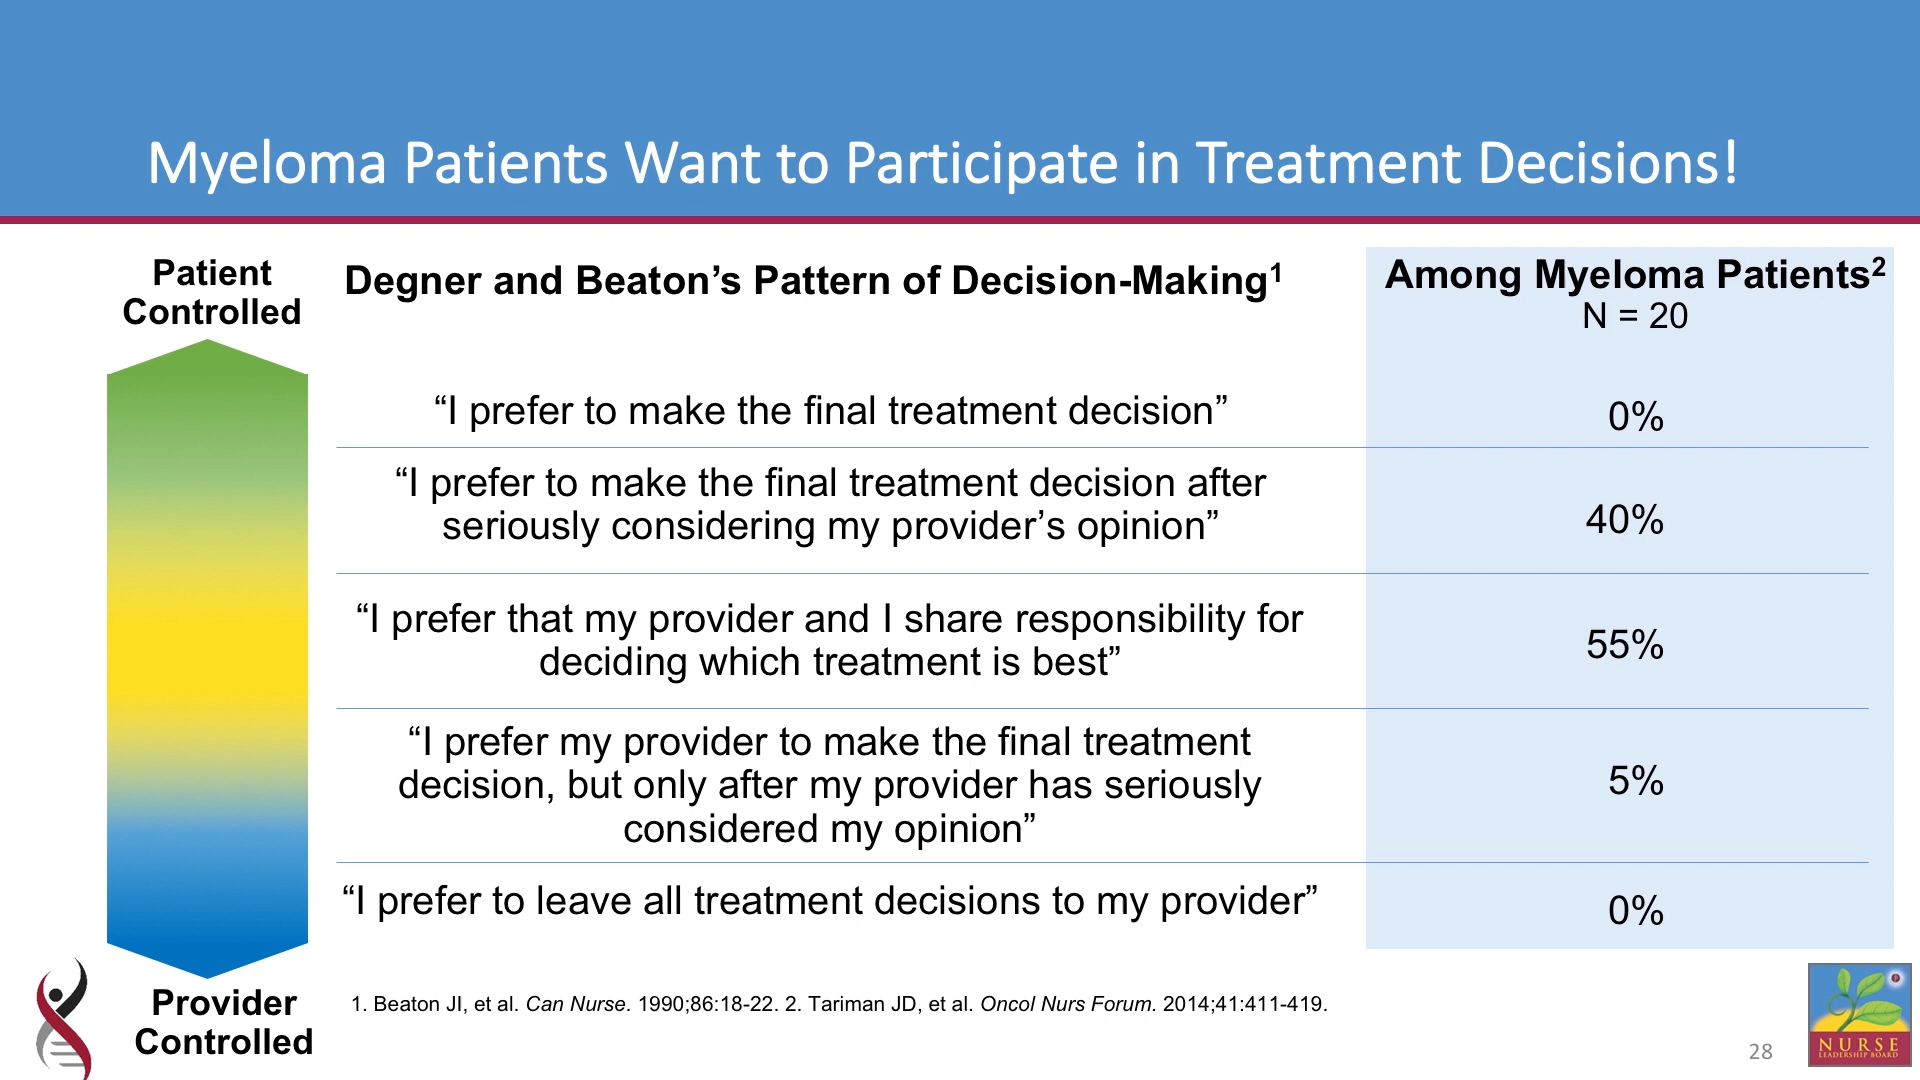 Myeloma Patients Want to Participate in Treatment Decisions!
Patient
Controlled
Degner and Beaton’s Pattern of Decision-Making¹
Among Myeloma Patients²
N = 20
“I prefer to make the final treatment decision”
0%
“I prefer to make the final treatment decision after
seriously considering my provider’s opinion”
40%
“I prefer that my provider and I share responsibility for
deciding which treatment is best”
55%
“I prefer my provider to make the final treatment
decision, but only after my provider has seriously
considered my opinion”
5%
“I prefer to leave all treatment decisions to my provider”
0%
Provider
Controlled
1. Beaton JI, et al. Can Nurse. 1990;86:18-22. 2. Tariman JD, et al. Oncol Nurs Forum. 2014;41:411-419.
28
NURSE
LEADERSHIP BOARD